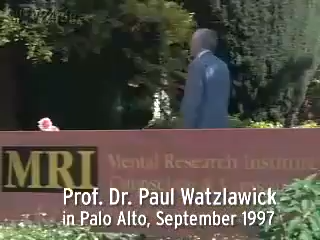 MRI
Mental Research Institute
Prof. Dr. Paul Watzlawick
in Palo Alto, September 1997